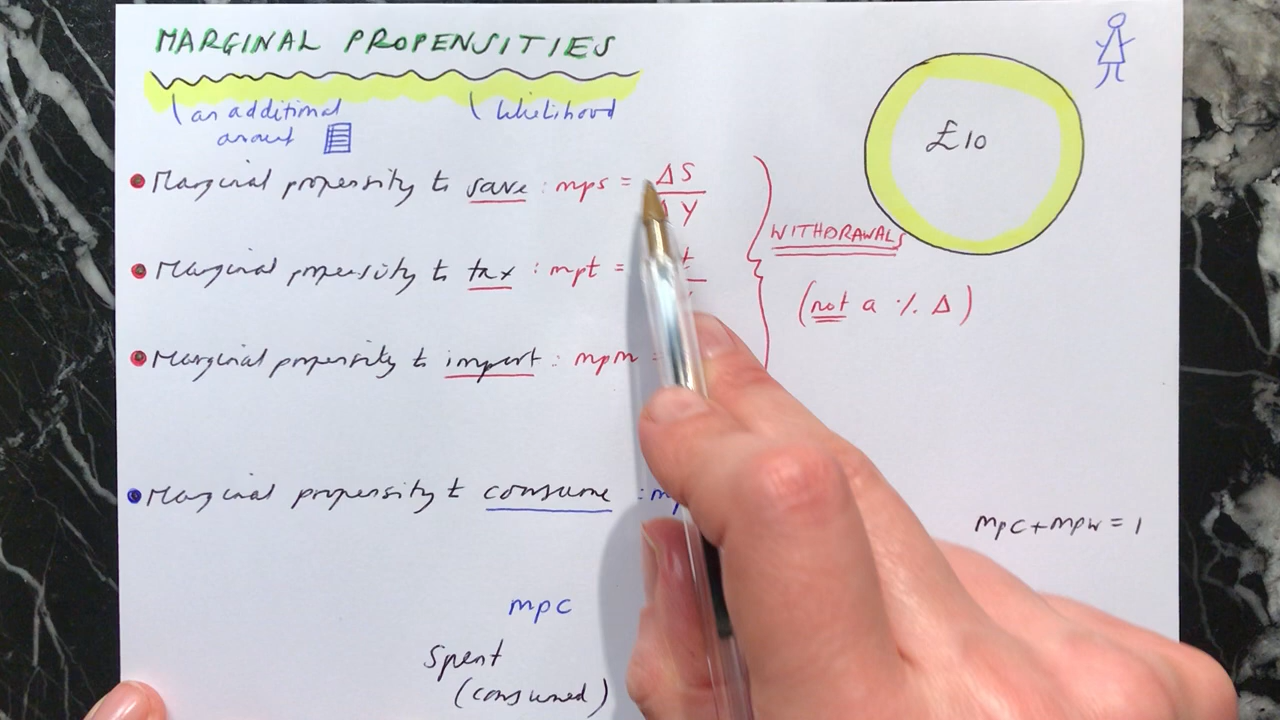 MARGINAL PROPENSITIES
an additional
amount
likelihood
£10
Marginal propensity to save : mps = ΔS
Δ Y
WITHDRAWALS
Marginal propensity to tax : mpt = t
(not a % Δ)
Marginal propensity to import : mpm =
Marginal propensity to consume :
mpc + mpw = 1
mpc
Spent
(consumed)